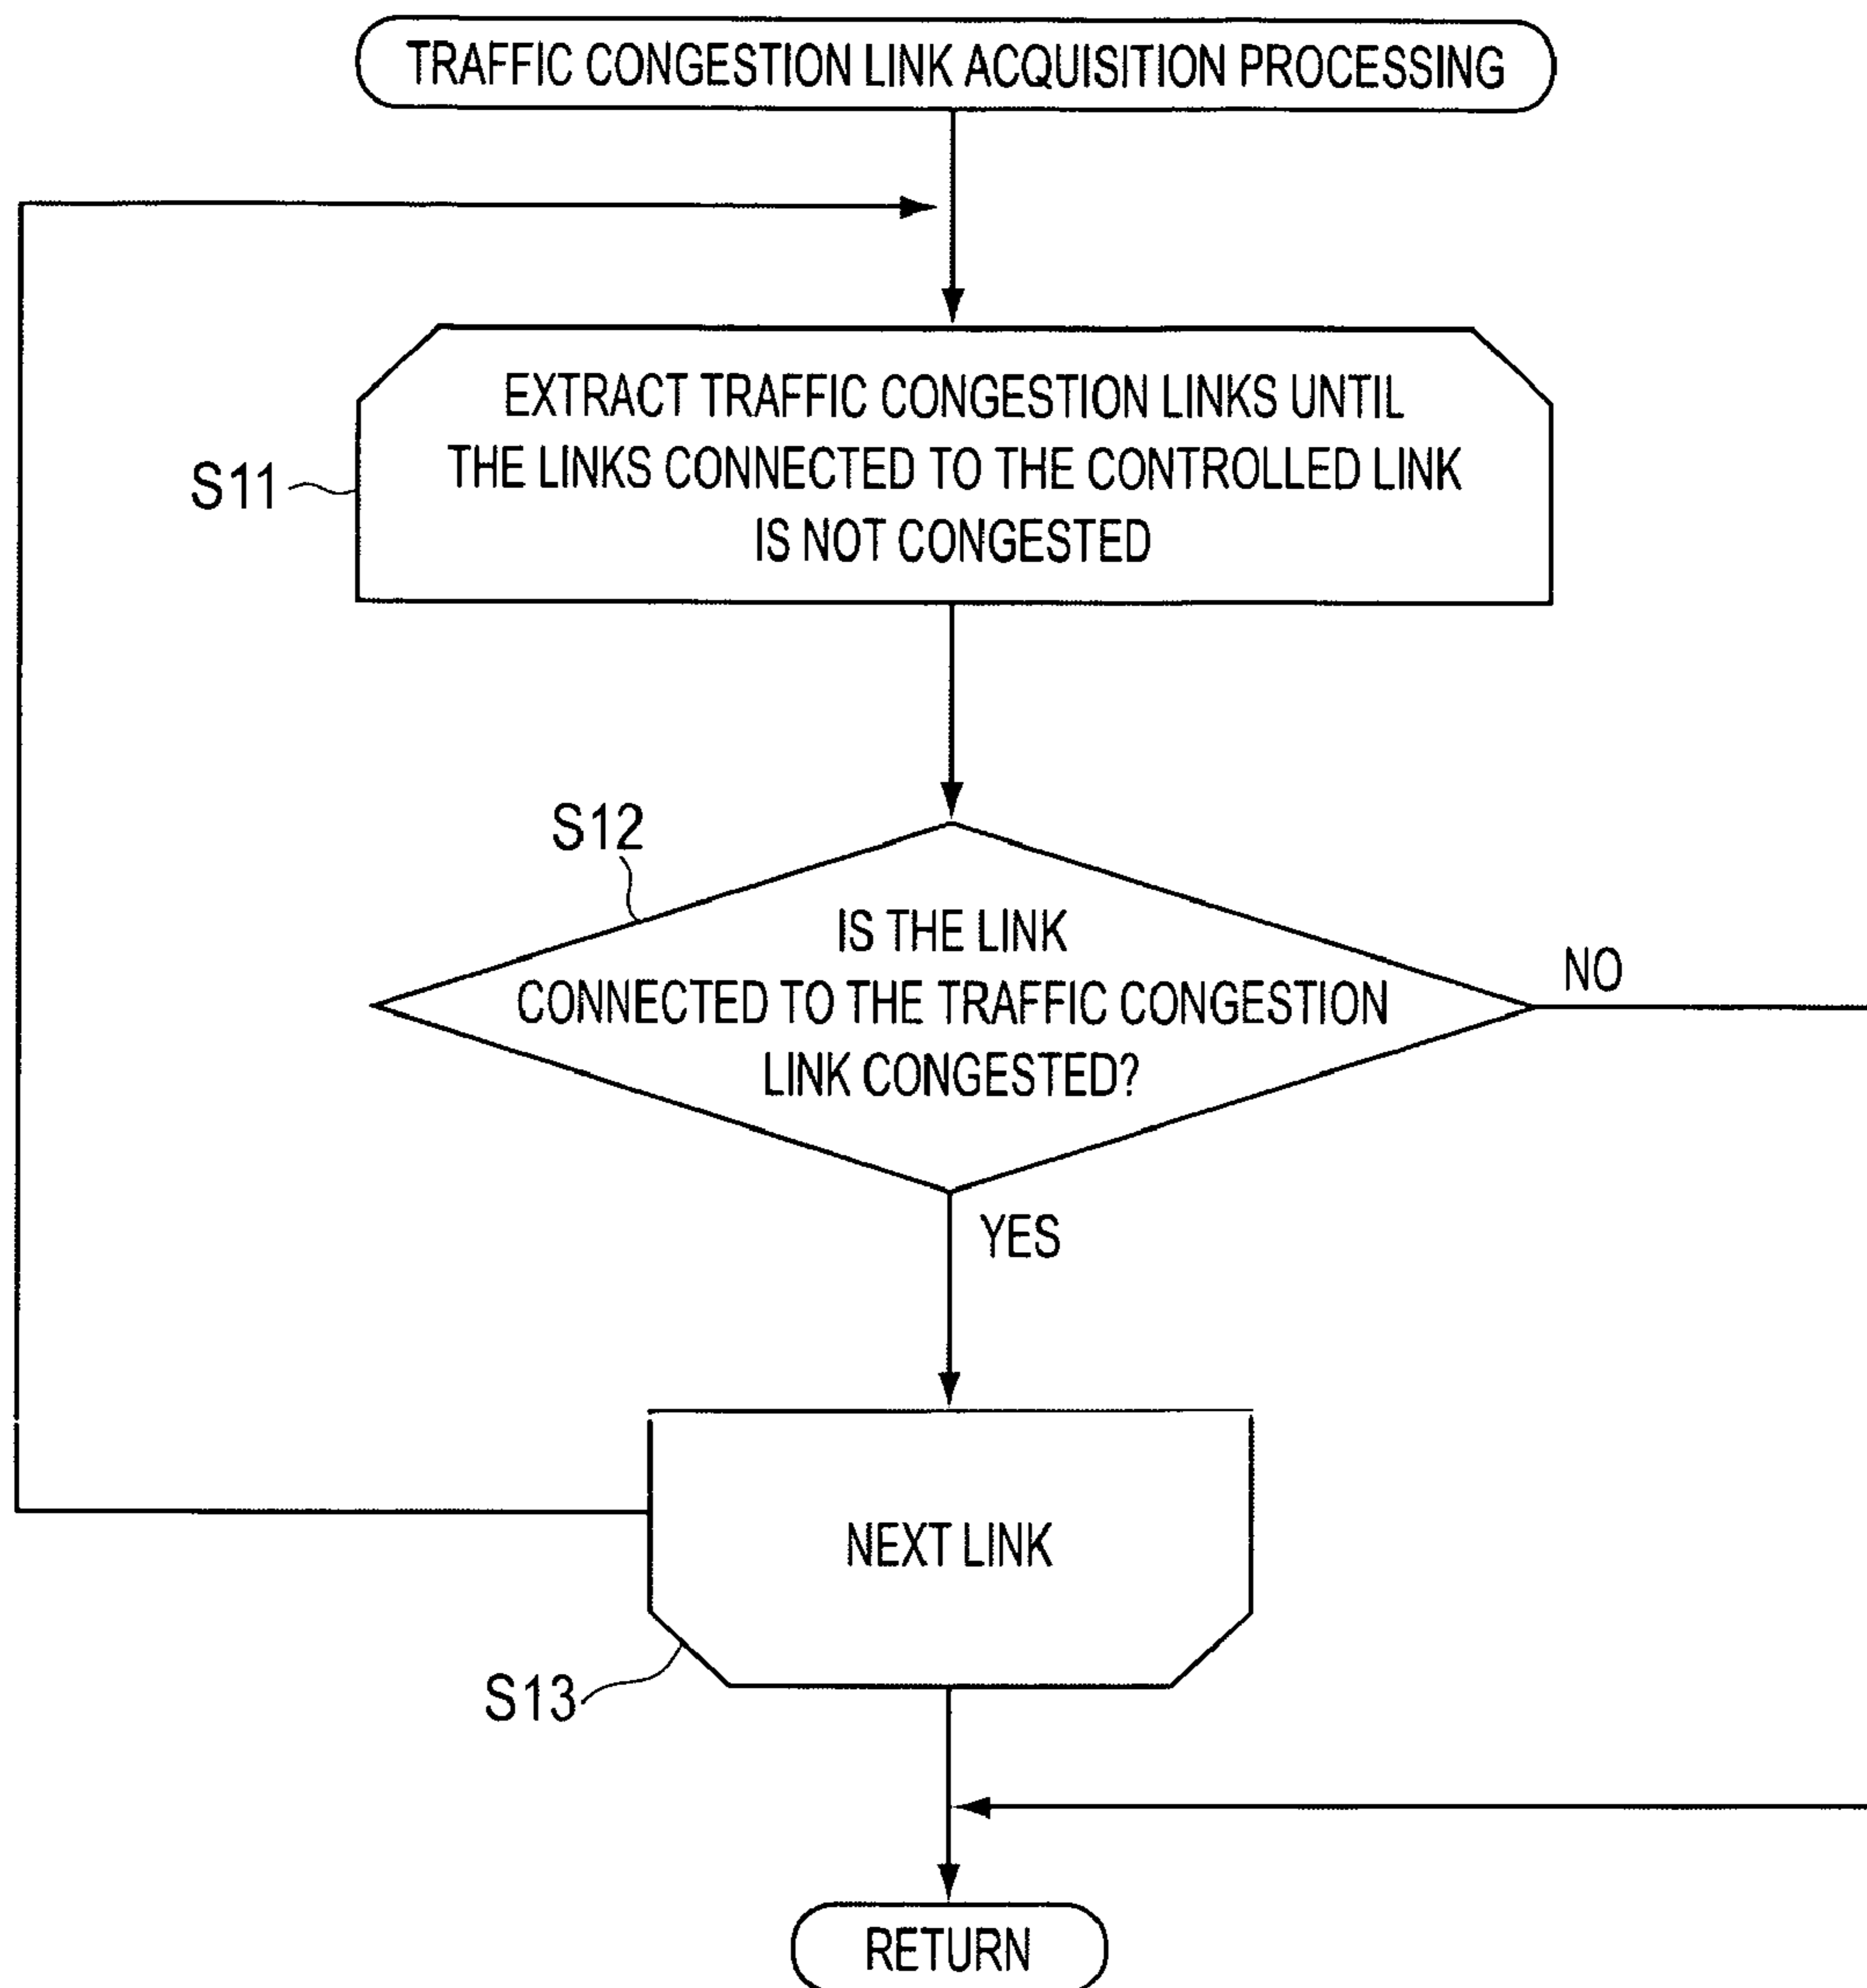 TRAFFIC CONGESTION LINK ACQUISITION PROCESSING
EXTRACT TRAFFIC CONGESTION LINKS UNTIL
THE LINKS CONNECTED TO THE CONTROLLED LINK
IS NOT CONGESTED
S11
S12
IS THE LINK
CONNECTED TO THE TRAFFIC CONGESTION
LINK CONGESTED?
NO
YES
NEXT LINK
S13
RETURN